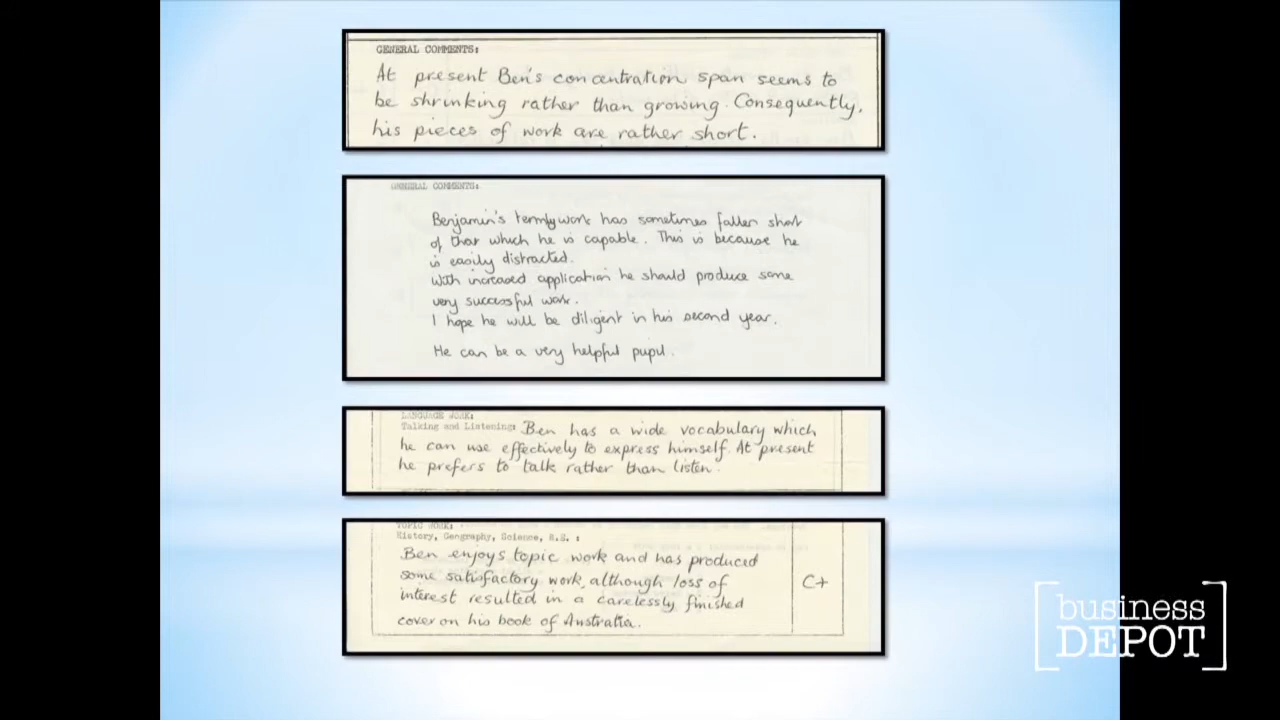 GENERAL COMMENTS:
At present Ben's concentration span seems to
be shrinking rather than growing. Consequently,
his pieces of work are rather short.
GENERAL COMMENTS:
Benjamin's termly work has sometimes fallen short
of that which he is capable. This is because he
is easily distracted.
With increased application he should produce some
very successful work.
I hope he will be diligent in his second year.
He can be a very helpful pupil.
LANGUAGE WORK:
Talking and Listening: Ben has a wide vocabulary which
he can use effectively to express himself. At present
he prefers to talk rather than listen.
TOPIC WORK:
History, Geography, Science, R.S. :
Ben enjoys topic work and has produced
some satisfactory work, although loss of
interest resulted in a carelessly finished
cover on his book of Australia.
C+
business
DEPOT